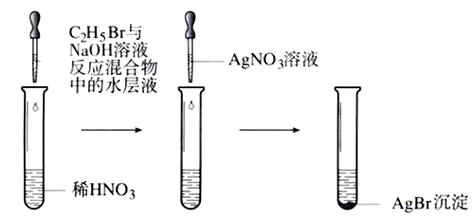 C₂H₅Br与
NaOH溶液
反应混合物
中的水层液
AgNO₃溶液
稀HNO₃
AgBr沉淀